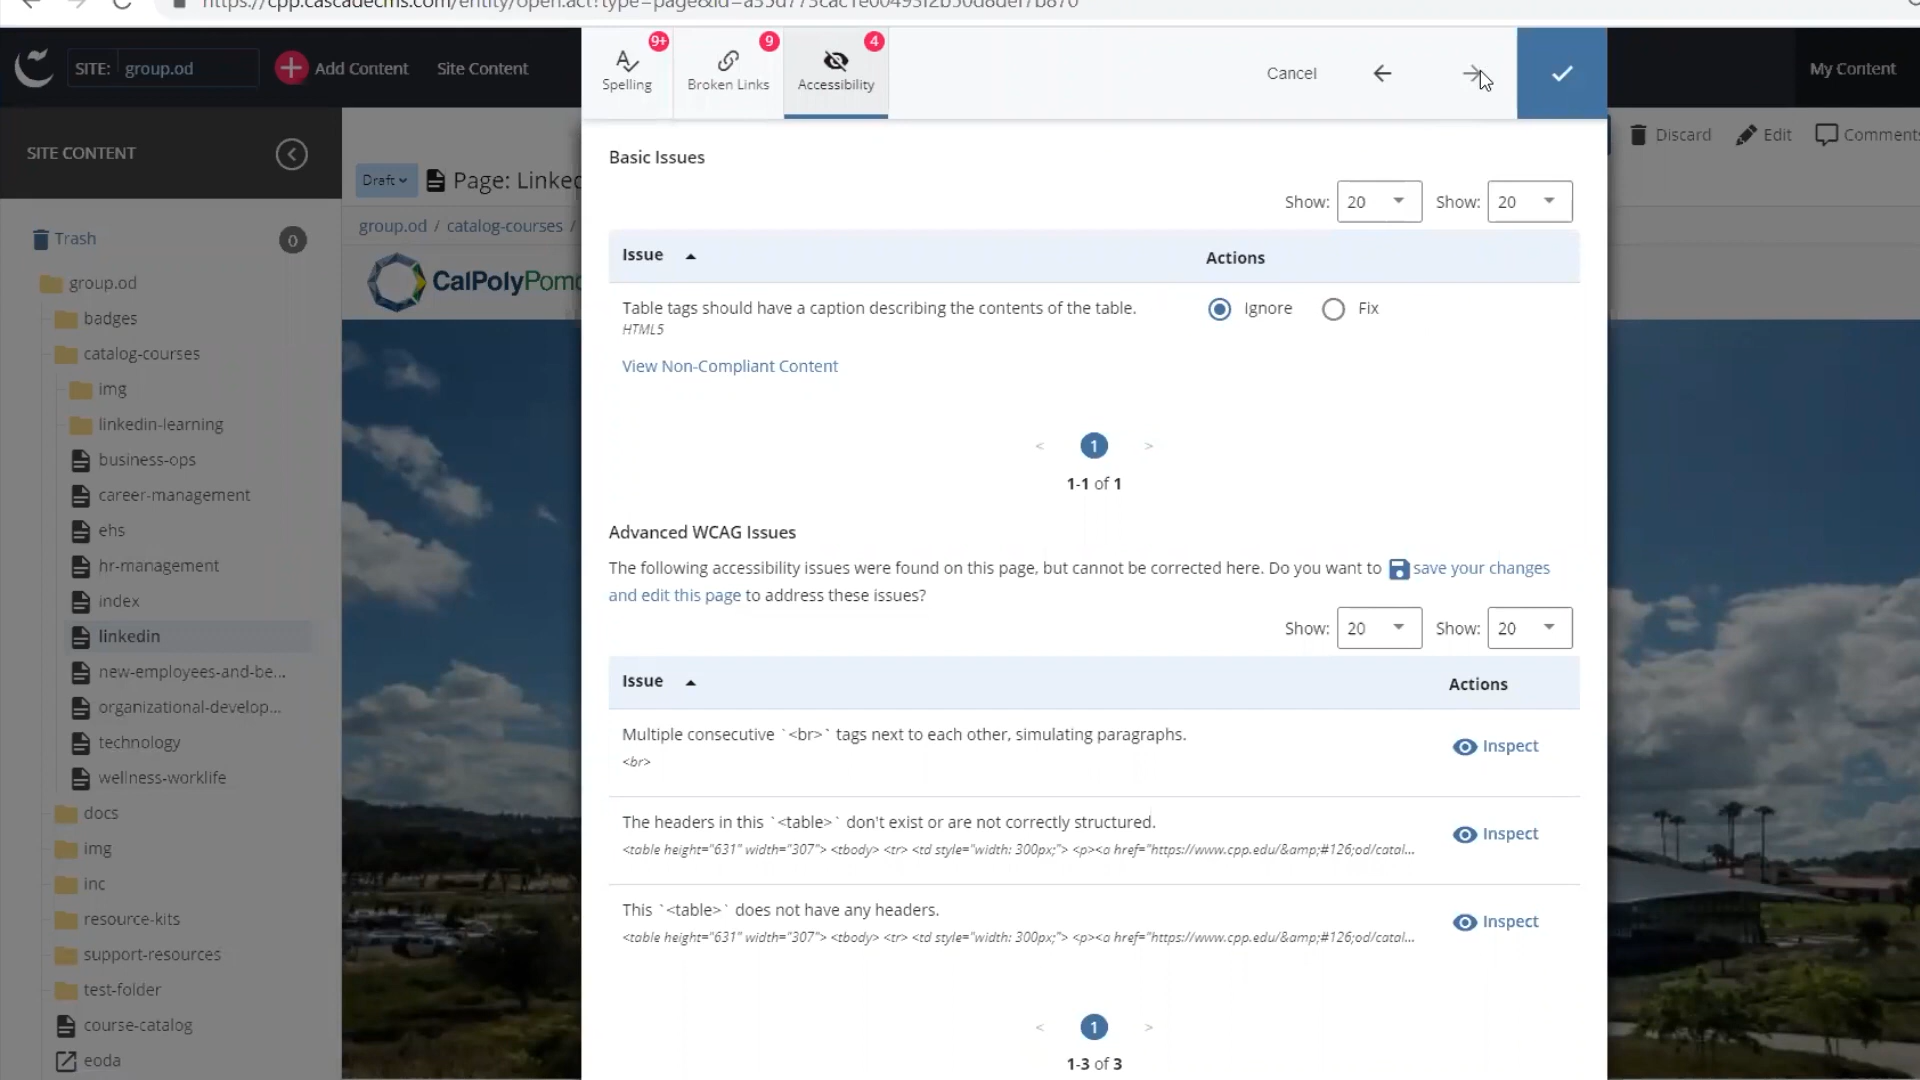 SITE: group.od
Add Content
Site Content
9+
Spelling
9
Broken Links
4
Accessibility
Cancel
My Content
SITE CONTENT
Discard
Edit
Comments
Draft
Page: Linked
group.od / catalog-courses /
CalPolyPomo
Trash
0
group.od
badges
catalog-courses
img
linkedin-learning
business-ops
career-management
ehs
hr-management
index
linkedin
new-employees-and-be...
organizational-develop...
technology
wellness-worklife
docs
img
inc
resource-kits
support-resources
test-folder
course-catalog
eoda
Basic Issues
Show: 20 Show: 20
Issue Actions
Table tags should have a caption describing the contents of the table. Ignore Fix
HTML5
View Non-Compliant Content
< 1 >
1-1 of 1
Advanced WCAG Issues
The following accessibility issues were found on this page, but cannot be corrected here. Do you want to save your changes
and edit this page to address these issues?
Show: 20 Show: 20
Issue Actions
Multiple consecutive `<br>` tags next to each other, simulating paragraphs. Inspect
<br>
The headers in this `<table>` don't exist or are not correctly structured. Inspect
<table height="631" width="307"> <tbody> <tr> <td style="width: 300px;"> <p><a href="https://www.cpp.edu/&amp;#126;od/catal...
This `<table>` does not have any headers. Inspect
<table height="631" width="307"> <tbody> <tr> <td style="width: 300px;"> <p><a href="https://www.cpp.edu/&amp;#126;od/catal...
< 1 >
1-3 of 3